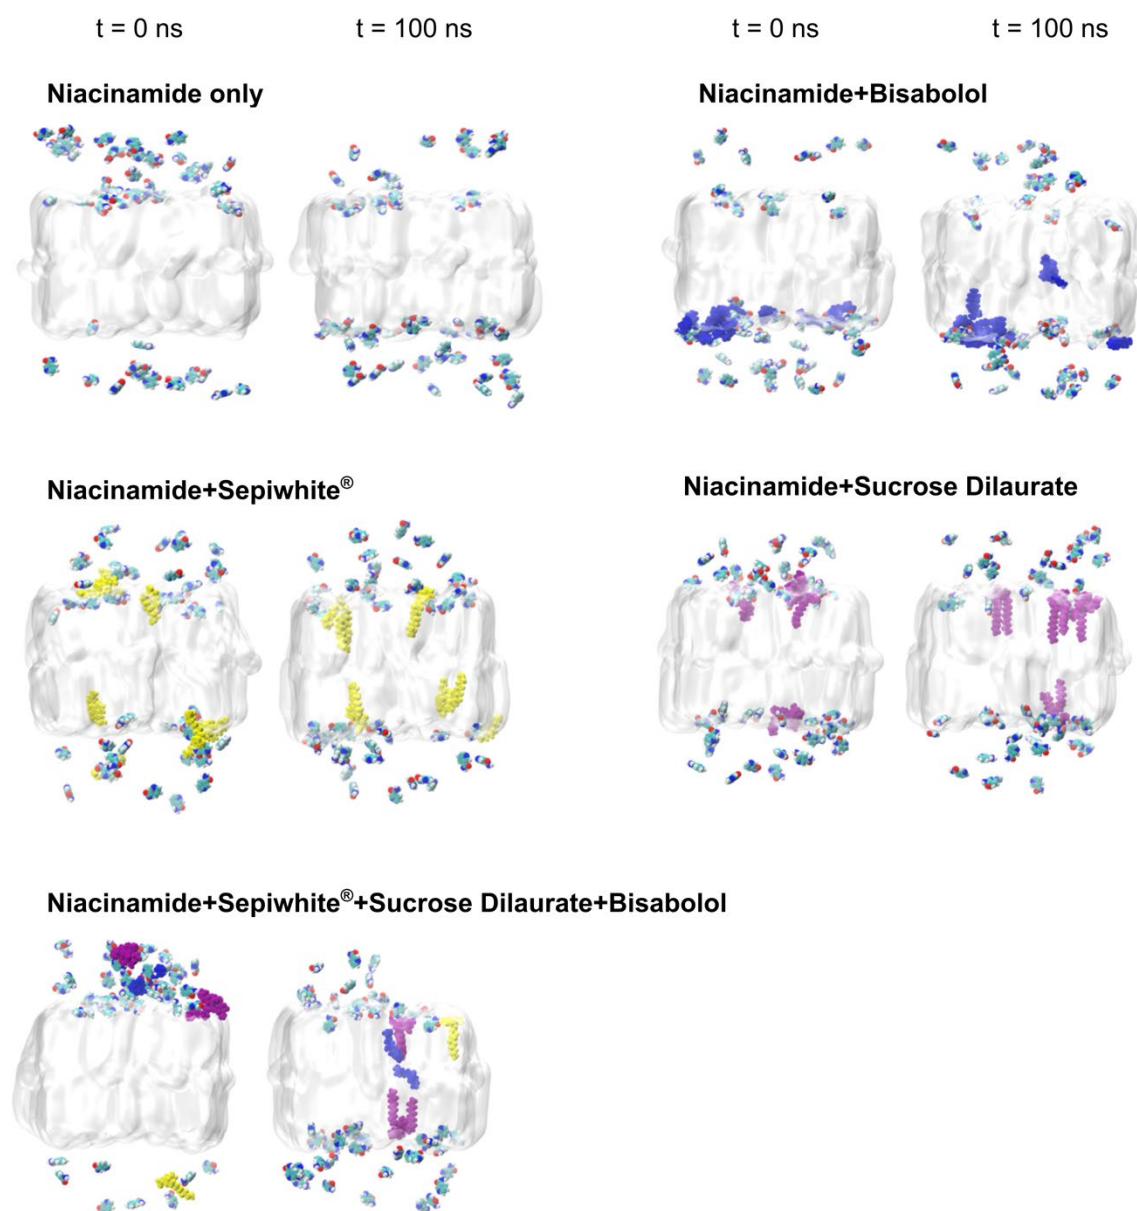 t = 0 ns t = 100 ns t = 0 ns t = 100 ns
Niacinamide only Niacinamide+Bisabolol
Niacinamide+Sepiwhite® Niacinamide+Sucrose Dilaurate
Niacinamide+Sepiwhite®+Sucrose Dilaurate+Bisabolol